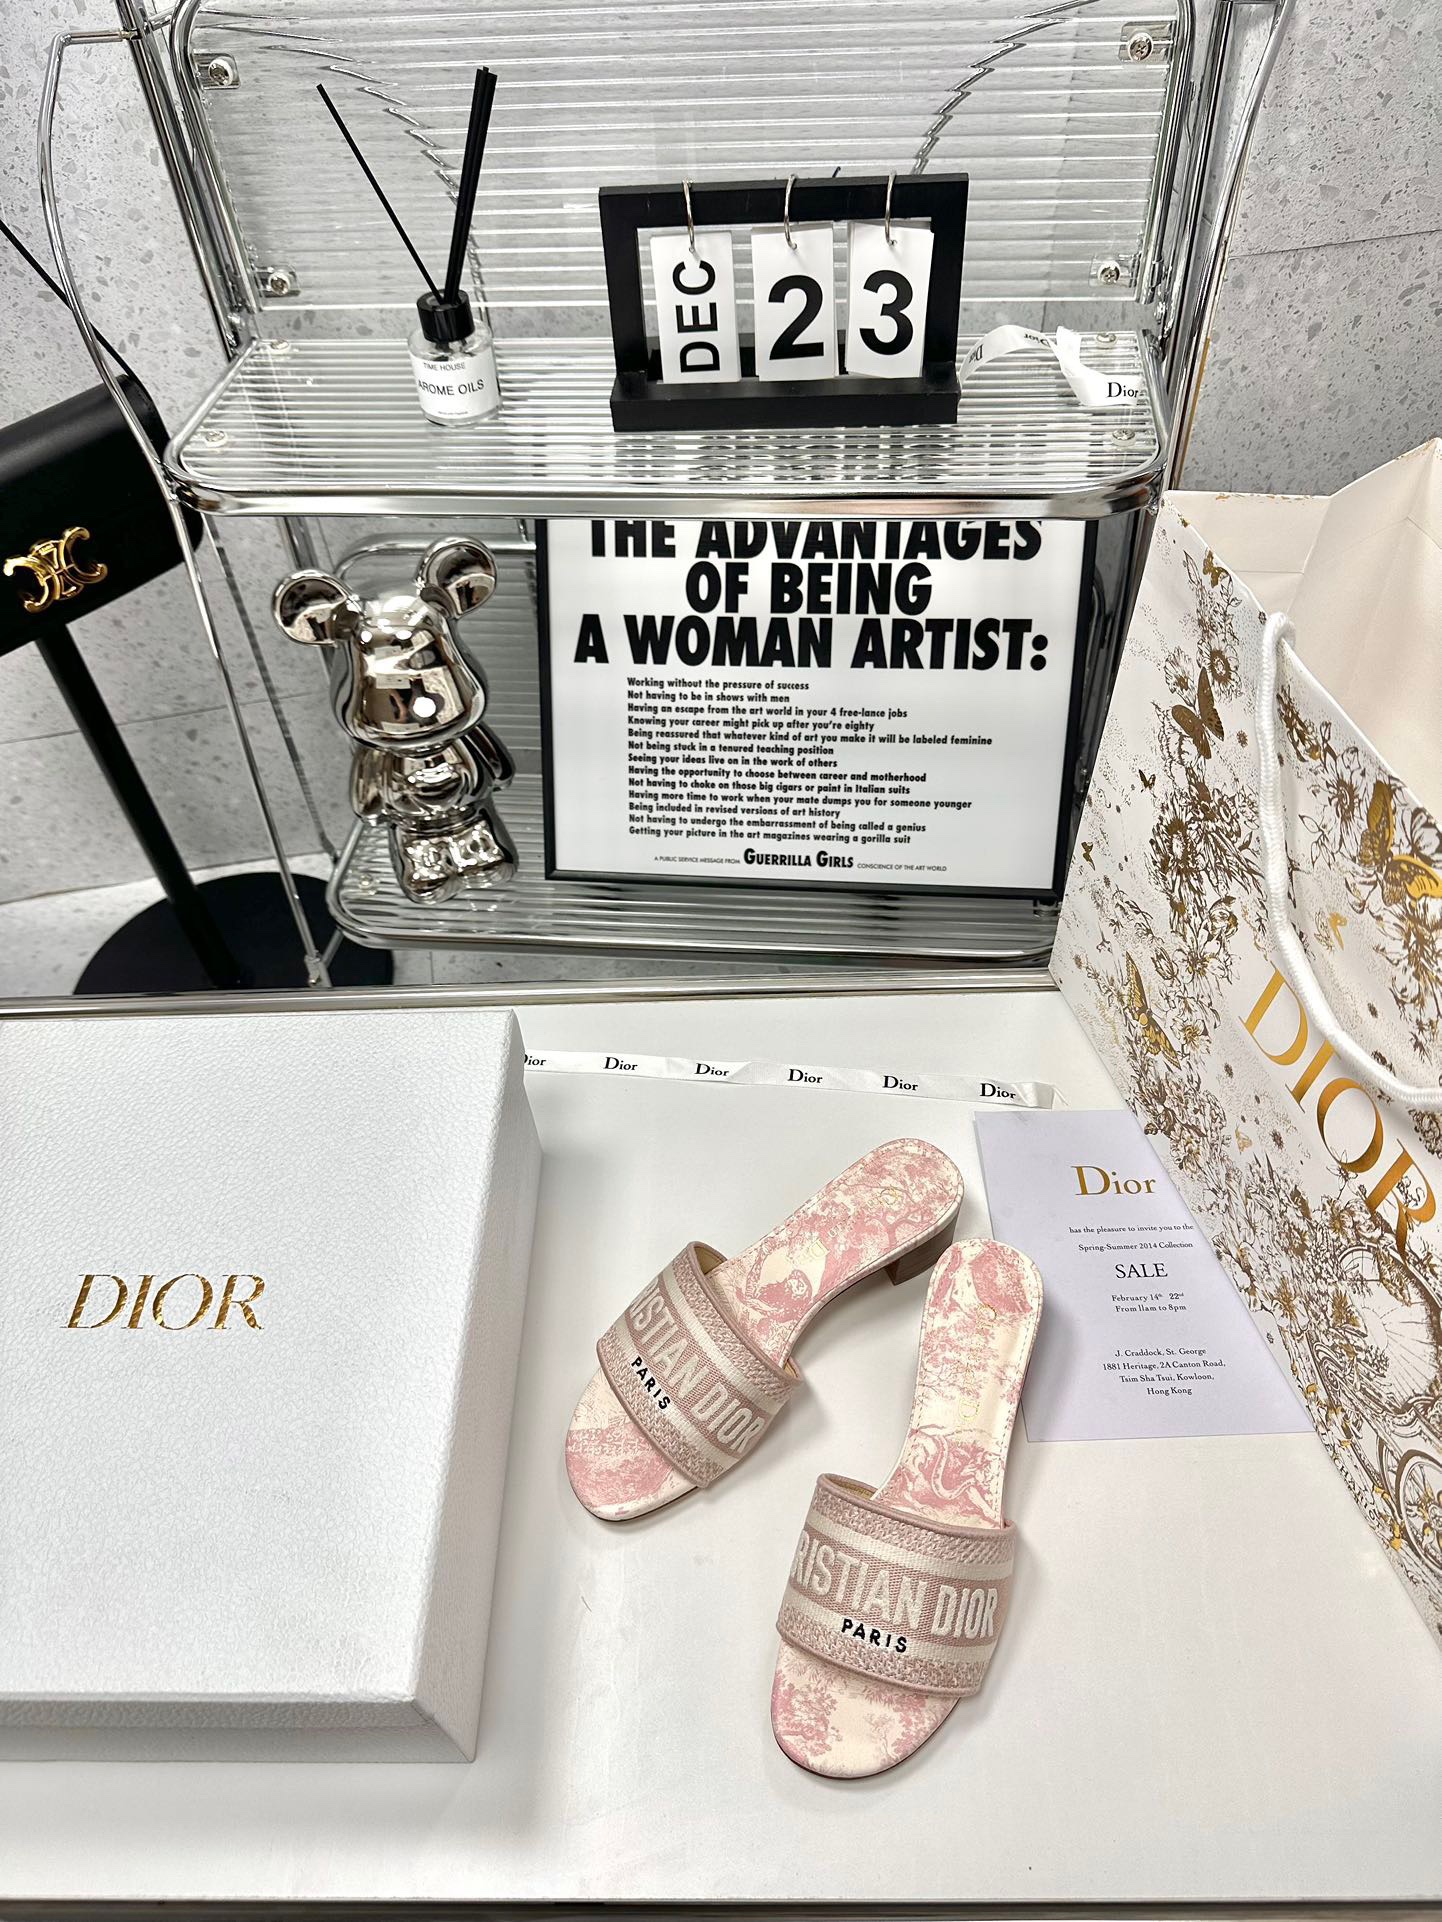 DEC
2
3
TIME HOUSE
AROME OILS
Dior
Dior
THE ADVANTAGES
OF BEING
A WOMAN ARTIST:
Working without the pressure of success
Not having to be in shows with men
Having an escape from the art world in your 4 free-lance jobs
Knowing your career might pick up after you're eighty
Being reassured that whatever kind of art you make it will be labeled feminine
Not being stuck in a tenured teaching position
Seeing your ideas live on in the work of others
Having the opportunity to choose between career and motherhood
Not having to choke on those big cigars or paint in Italian suits
Having more time to work when your mate dumps you for someone younger
Being included in revised versions of art history
Not having to undergo the embarrassment of being called a genius
Getting your picture in the art magazines wearing a gorilla suit
A PUBLIC SERVICE MESSAGE FROM GUERRILLA GIRLS CONSCIENCE OF THE ART WORLD
DIOR
Dior Dior Dior Dior Dior Dior
Dior
has the pleasure to invite you to the
Spring-Summer 2014 Collection
SALE
February 14th 22nd
From 11am to 8pm
J. Craddock, St. George
1881 Heritage, 2A Canton Road,
Tsim Sha Tsui, Kowloon,
Hong Kong
DIOR
RISTIAN DIOR
PARIS
RISTIAN DIOR
PARIS